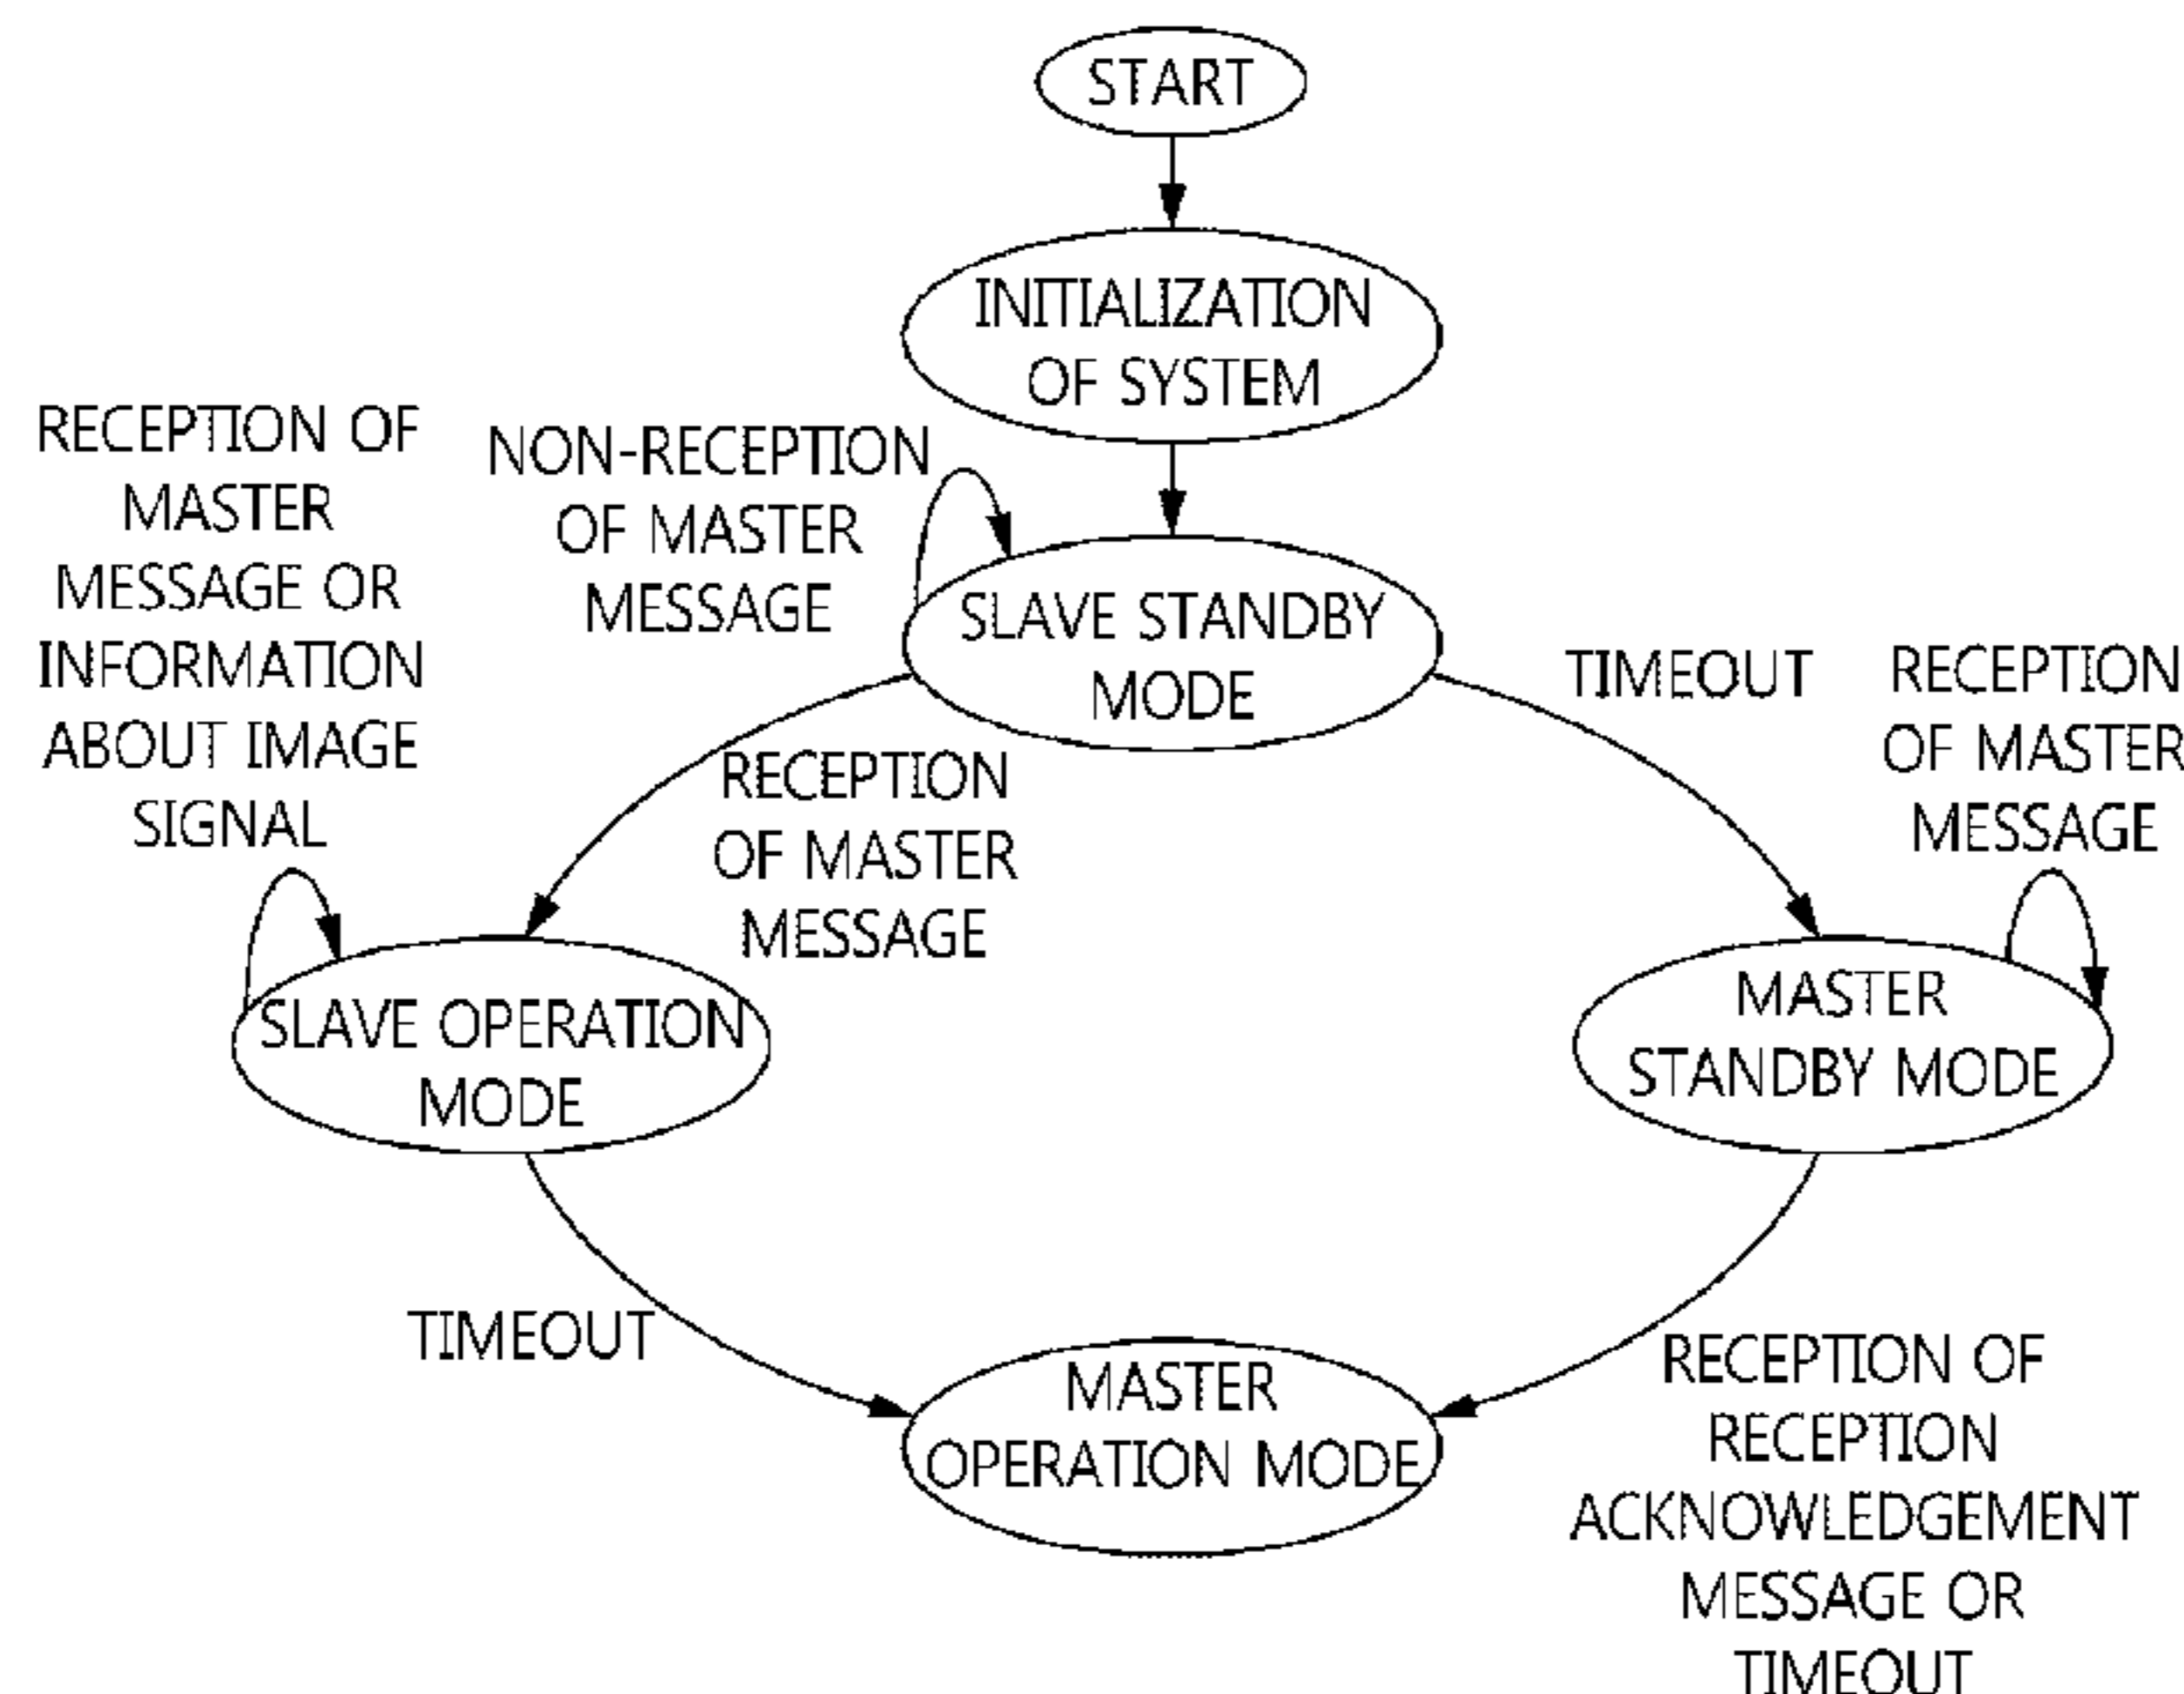 START
INITIALIZATION
OF SYSTEM
RECEPTION OF
MASTER
MESSAGE OR
INFORMATION
ABOUT IMAGE
SIGNAL
NON-RECEPTION
OF MASTER
MESSAGE
SLAVE STANDBY
MODE
TIMEOUT
RECEPTION
OF MASTER
MESSAGE
RECEPTION
OF MASTER
MESSAGE
SLAVE OPERATION
MODE
MASTER
STANDBY MODE
TIMEOUT
MASTER
OPERATION MODE
RECEPTION OF
RECEPTION
ACKNOWLEDGEMENT
MESSAGE OR
TIMEOUT